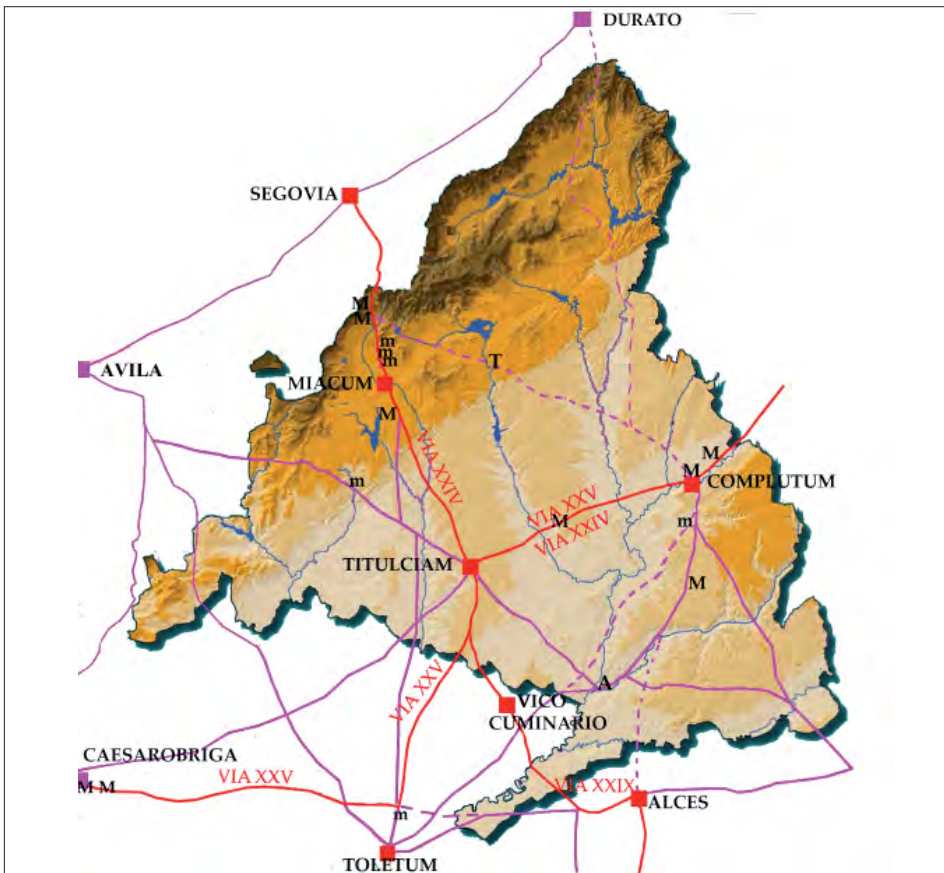 DURATO
SEGOVIA
M
M
m
m
m
T
AVILA
MIACUM
M
VIA XXIV
M
M
COMPLUTUM
m
VIA XXV
M
VIA XXIV
m
TITULCIAM
M
A
VIA XXV
VICO
CUMINARIO
CAESAROBRIGA
VIA XXV
M M
VIA XXIX
ALCES
m
TOLETUM